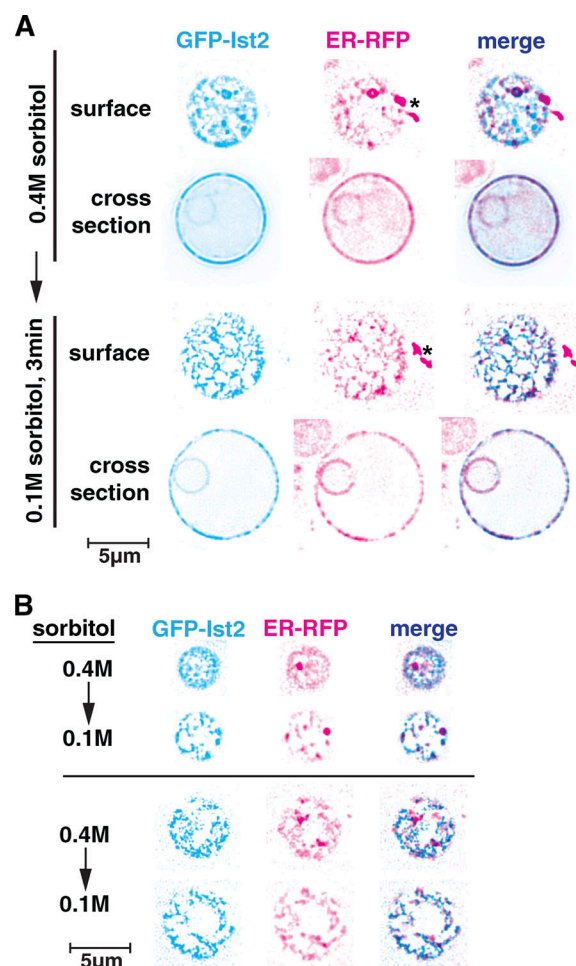 A
GFP-Ist2 ER-RFP merge
0.4M sorbitol
surface
*
cross
section
0.1M sorbitol, 3min
surface
*
cross
section
5µm
B
sorbitol GFP-Ist2 ER-RFP merge
0.4M
0.1M
0.4M
0.1M
5µm